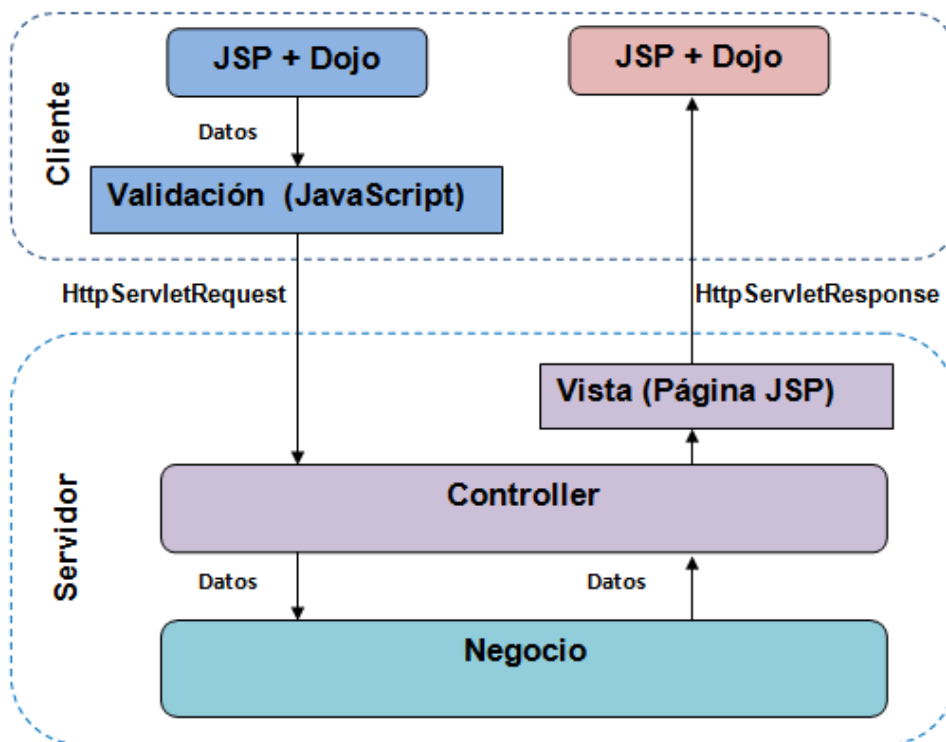 JSP + Dojo
JSP + Dojo
Datos
Cliente
Validación (JavaScript)
HttpServletRequest
HttpServletResponse
Vista (Página JSP)
Controller
Servidor
Datos
Datos
Negocio